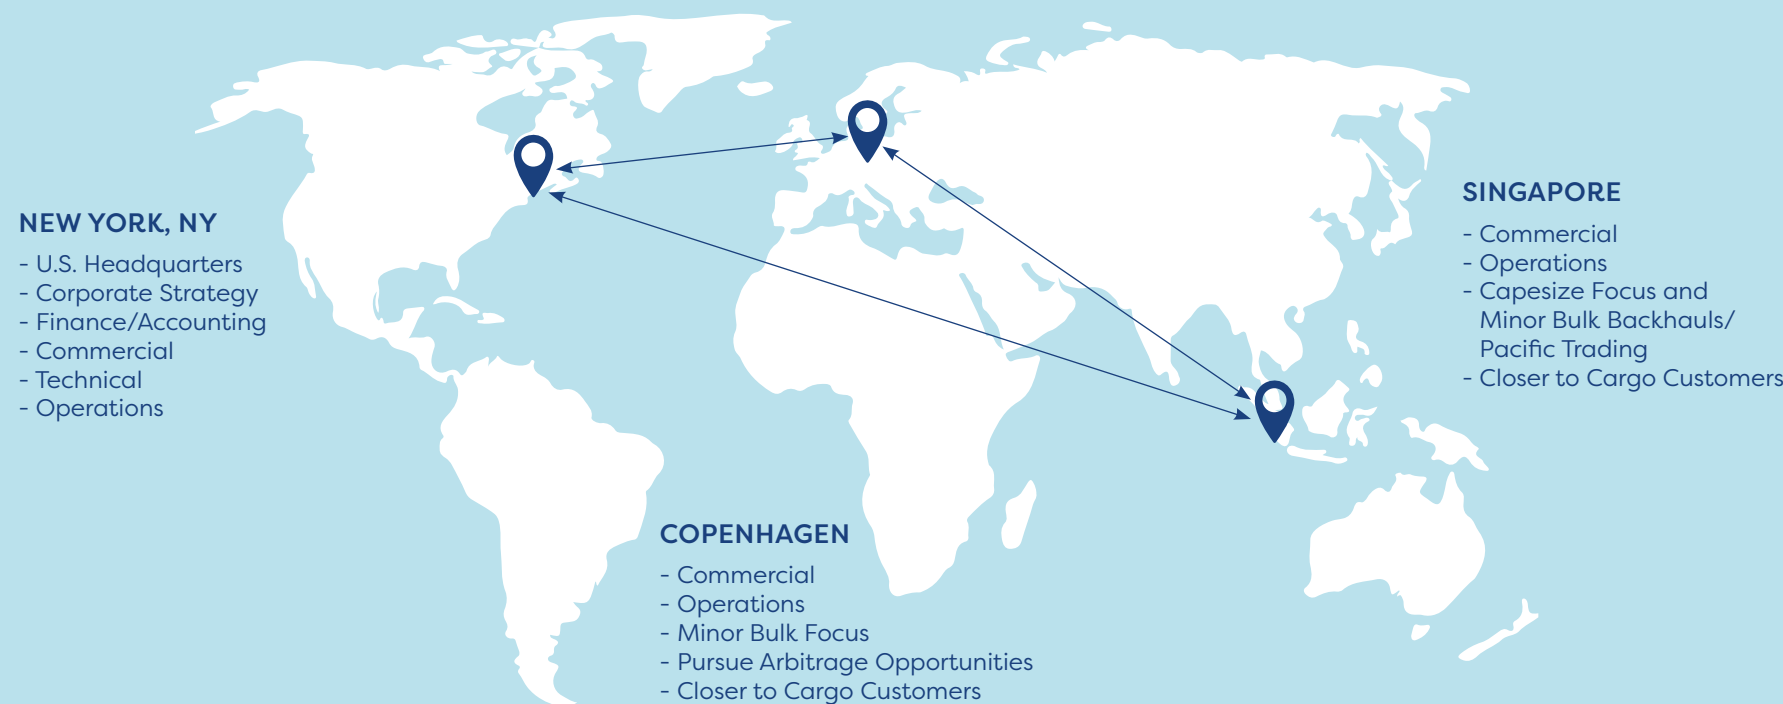 NEW YORK, NY
- U.S. Headquarters
- Corporate Strategy
- Finance/Accounting
- Commercial
- Technical
- Operations
COPENHAGEN
- Commercial
- Operations
- Minor Bulk Focus
- Pursue Arbitrage Opportunities
- Closer to Cargo Customers
SINGAPORE
- Commercial
- Operations
- Capesize Focus and
Minor Bulk Backhauls/
Pacific Trading
- Closer to Cargo Customers